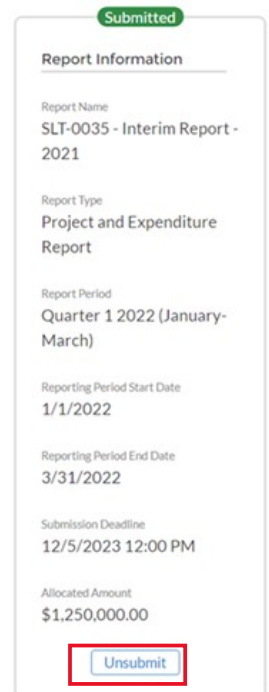 Submitted
Report Information
Report Name
SLT-0035 - Interim Report -
2021
Report Type
Project and Expenditure
Report
Report Period
Quarter 1 2022 (January-
March)
Reporting Period Start Date
1/1/2022
Reporting Period End Date
3/31/2022
Submission Deadline
12/5/2023 12:00 PM
Allocated Amount
$1,250,000.00
Unsubmit